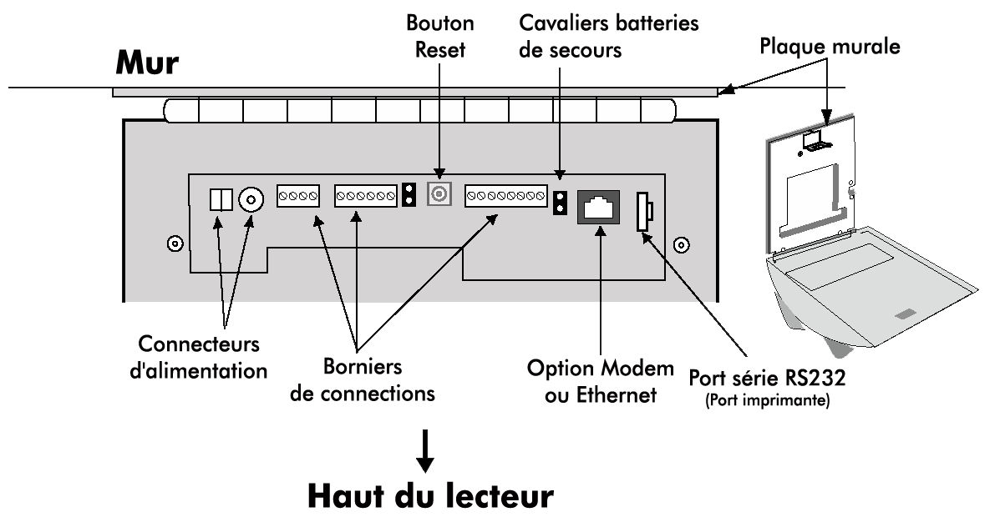 Bouton
Reset
Cavaliers batteries
de secours
Plaque murale
Mur
Connecteurs
d'alimentation
Borniers
de connections
Option Modem
ou Ethernet
Port série RS232
(Port imprimante)
Haut du lecteur